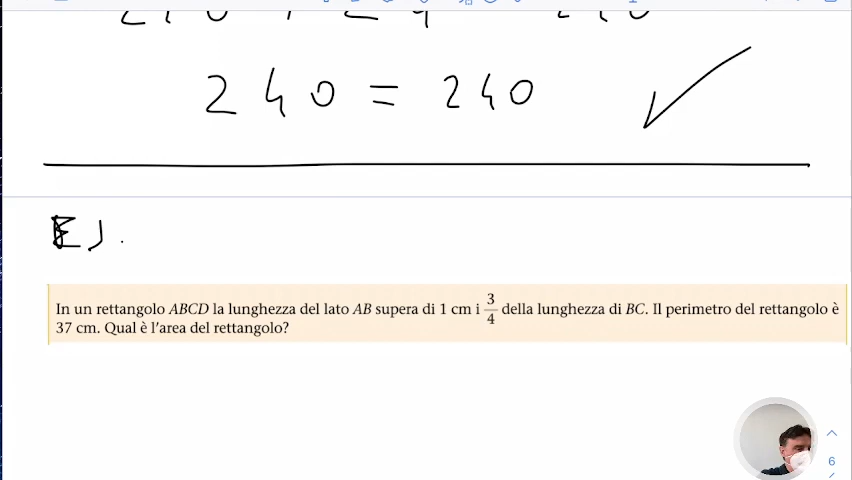 240 = 240
Es.
In un rettangolo ABCD la lunghezza del lato AB supera di 1 cm i 3/4 della lunghezza di BC. Il perimetro del rettangolo è
37 cm. Qual è l'area del rettangolo?
6